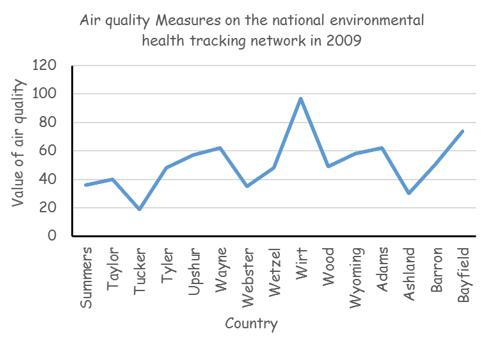 Air quality Measures on the national environmental
health tracking network in 2009
Value of air quality
120
100
80
60
40
20
0
Summers
Taylor
Tucker
Tyler
Upshur
Wayne
Webster
Wetzel
Wirt
Wood
Wyoming
Adams
Ashland
Barron
Bayfield
Country